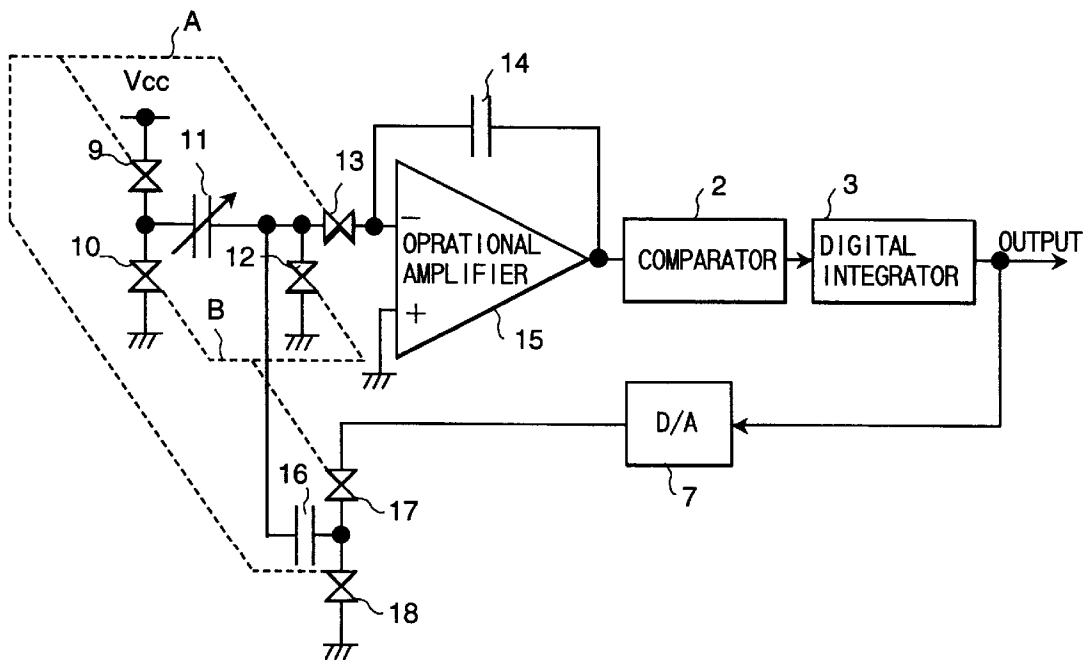 A
Vcc
14
9
11
13
2
3
−
OPRATIONAL
AMPLIFIER
+
COMPARATOR
DIGITAL
INTEGRATOR
OUTPUT
10
12
B
15
D/A
16
7
17
18